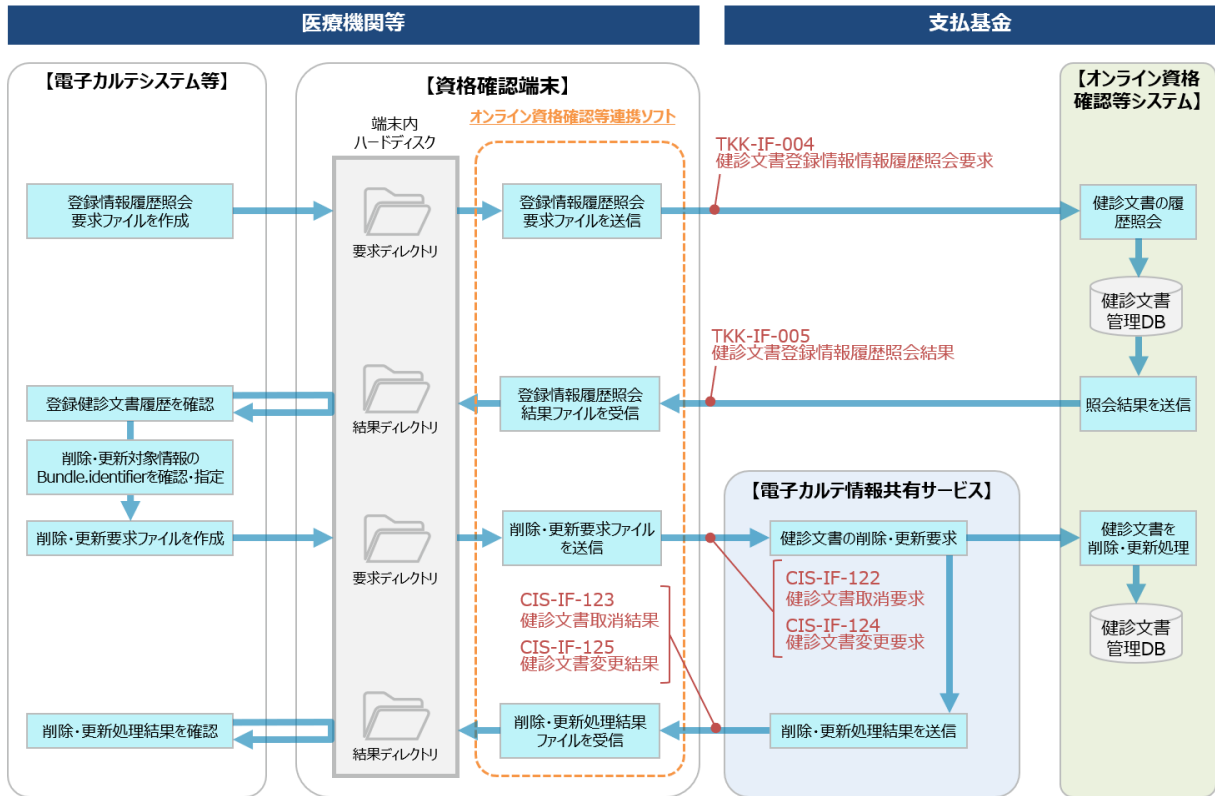 医療機関等
支払基金
【電子カルテシステム等】
【資格確認端末】
【オンライン資格
確認等システム】
端末内
ハードディスク
オンライン資格確認等連携ソフト
TKK-IF-004
健診文書登録情報情報履歴照会要求
登録情報履歴照会
要求ファイルを作成
要求ディレクトリ
登録情報履歴照会
要求ファイルを送信
健診文書の履
歴照会
健診文書
管理DB
TKK-IF-005
健診文書登録情報履歴照会結果
登録健診文書履歴を確認
結果ディレクトリ
登録情報履歴照会
結果ファイルを受信
照会結果を送信
削除・更新対象情報の
Bundle.identifierを確認・指定
【電子カルテ情報共有サービス】
削除・更新要求ファイルを作成
要求ディレクトリ
削除・更新要求ファイル
を送信
健診文書の削除・更新要求
健診文書を
削除・更新処理
CIS-IF-122
健診文書取消要求
CIS-IF-124
健診文書変更要求
CIS-IF-123
健診文書取消結果
CIS-IF-125
健診文書変更結果
健診文書
管理DB
削除・更新処理結果を確認
結果ディレクトリ
削除・更新処理結果
ファイルを受信
削除・更新処理結果を送信